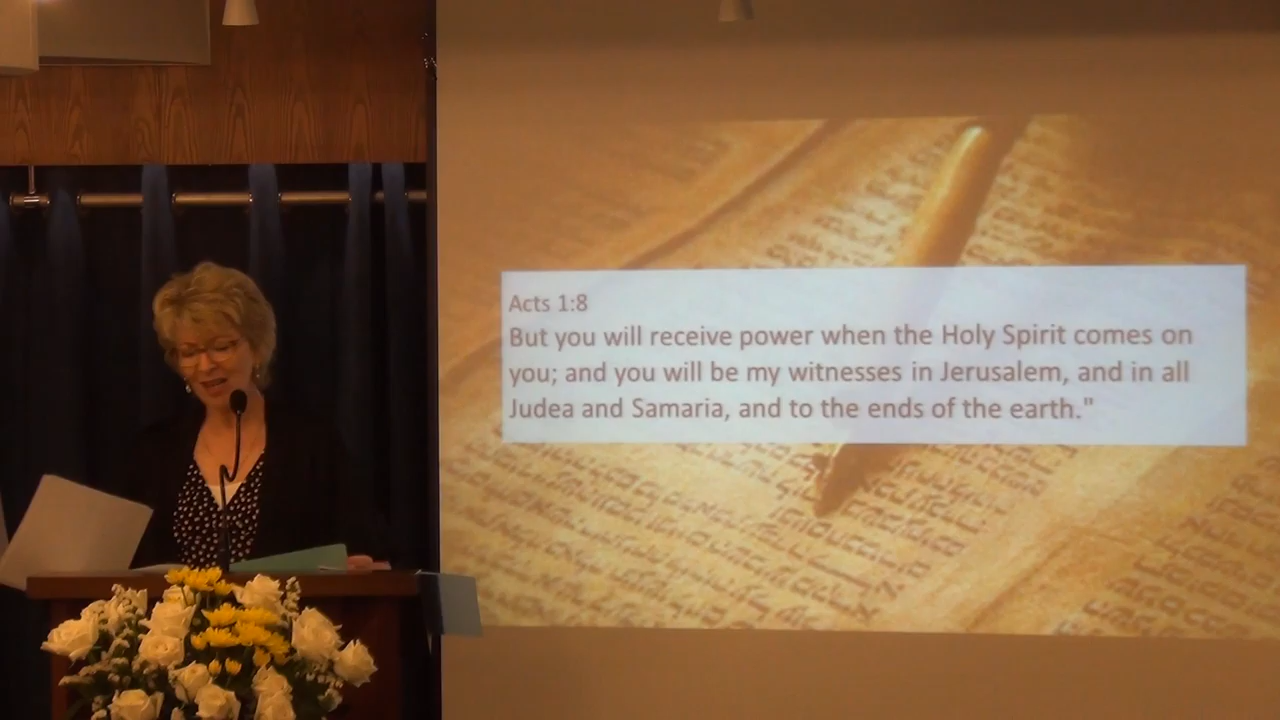 Acts 1:8
But you will receive power when the Holy Spirit comes on
you; and you will be my witnesses in Jerusalem, and in all
Judea and Samaria, and to the ends of the earth."